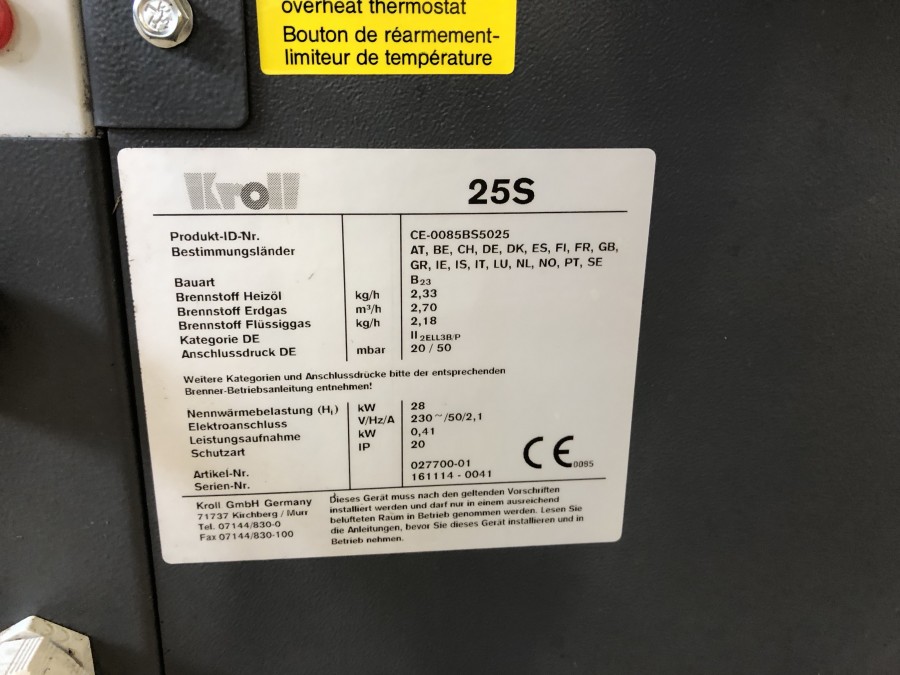 overheat thermostat
Bouton de réarmement-
limiteur de température
Kroll 25S
Produkt-ID-Nr. CE-0085BS5025
Bestimmungsländer AT, BE, CH, DE, DK, ES, FI, FR, GB,
GR, IE, IS, IT, LU, NL, NO, PT, SE
Bauart B23
Brennstoff Heizöl kg/h 2,33
Brennstoff Erdgas m³/h 2,70
Brennstoff Flüssiggas kg/h 2,18
Kategorie DE II 2ELL3B/P
Anschlussdruck DE mbar 20 / 50
Weitere Kategorien und Anschlussdrücke bitte der entsprechenden
Brenner-Betriebsanleitung entnehmen!
Nennwärmebelastung (Hi) kW 28
Elektroanschluss V/Hz/A 230~/50/2,1
Leistungsaufnahme kW 0,41
Schutzart IP 20
Artikel-Nr. 027700-01
Serien-Nr. 161114 - 0041
CE 0085
Kroll GmbH Germany
71737 Kirchberg / Murr
Tel. 07144/830-0
Fax 07144/830-100
Dieses Gerät muss nach den geltenden Vorschriften
installiert werden und darf nur in einem ausreichend
belufteten Raum in Betrieb genommen werden. Lesen Sie
die Anleitungen, bevor Sie dieses Gerät installieren und in
Betrieb nehmen.